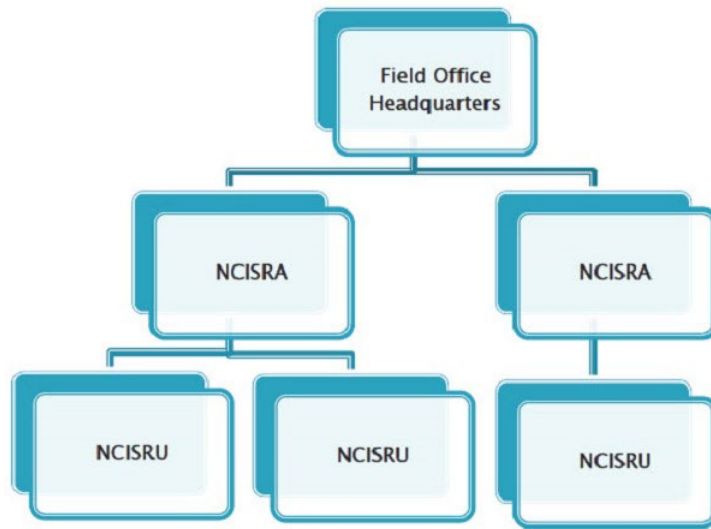 Field Office
Headquarters
NCISRA
NCISRA
NCISRU
NCISRU
NCISRU